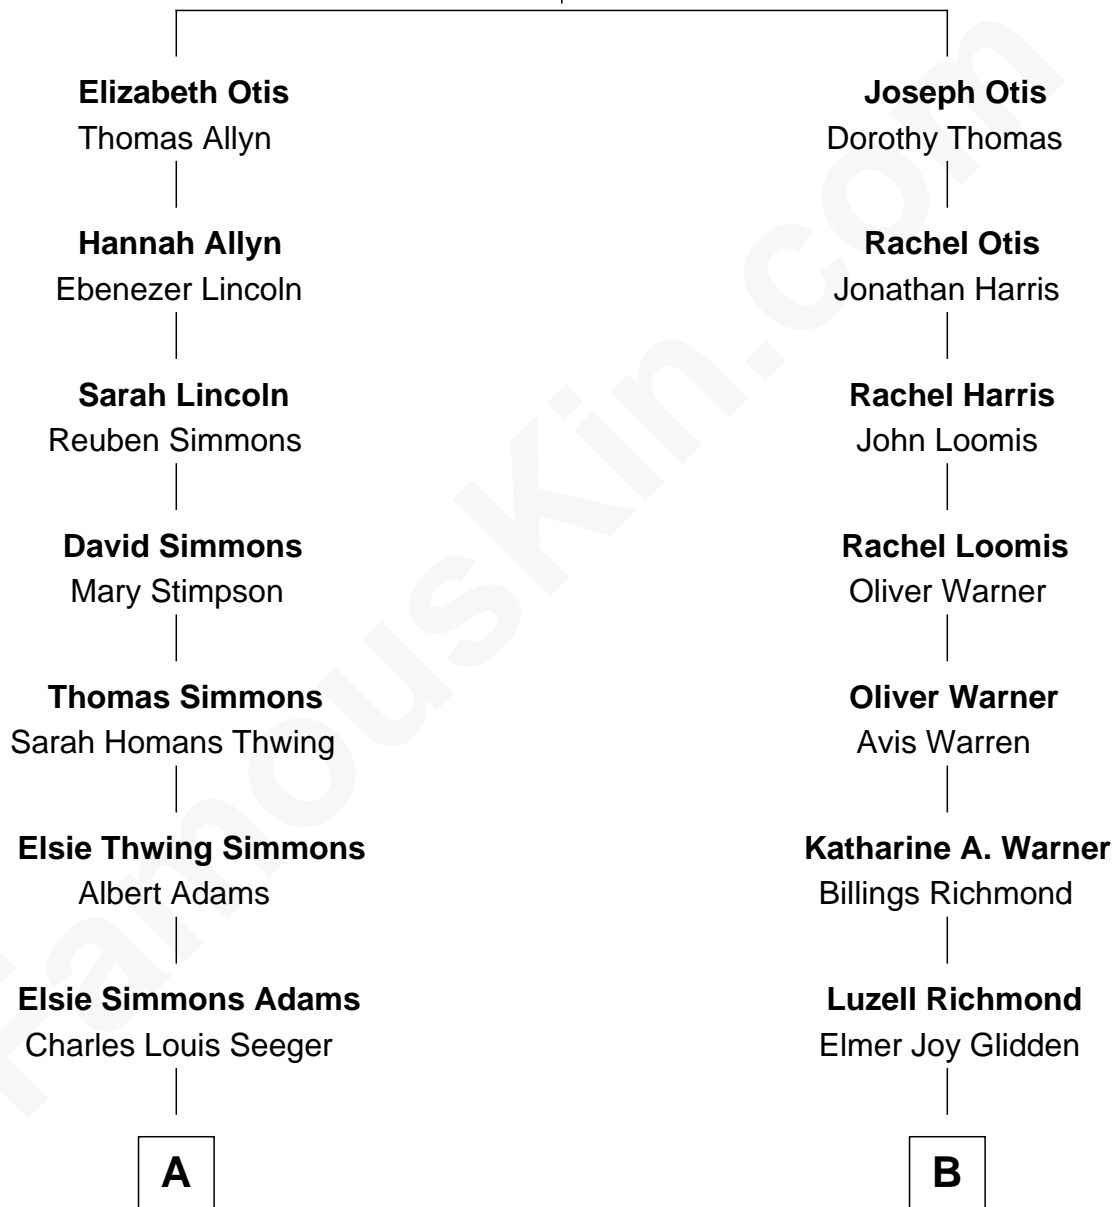 Elizabeth Otis
Thomas Allyn
Hannah Allyn
Ebenezer Lincoln
Sarah Lincoln
Reuben Simmons
David Simmons
Mary Stimpson
Thomas Simmons
Sarah Homans Thwing
Elsie Thwing Simmons
Albert Adams
Elsie Simmons Adams
Charles Louis Seeger
A
Joseph Otis
Dorothy Thomas
Rachel Otis
Jonathan Harris
Rachel Harris
John Loomis
Rachel Loomis
Oliver Warner
Oliver Warner
Avis Warren
Katharine A. Warner
Billings Richmond
Luzell Richmond
Elmer Joy Glidden
B
FamousKin.com